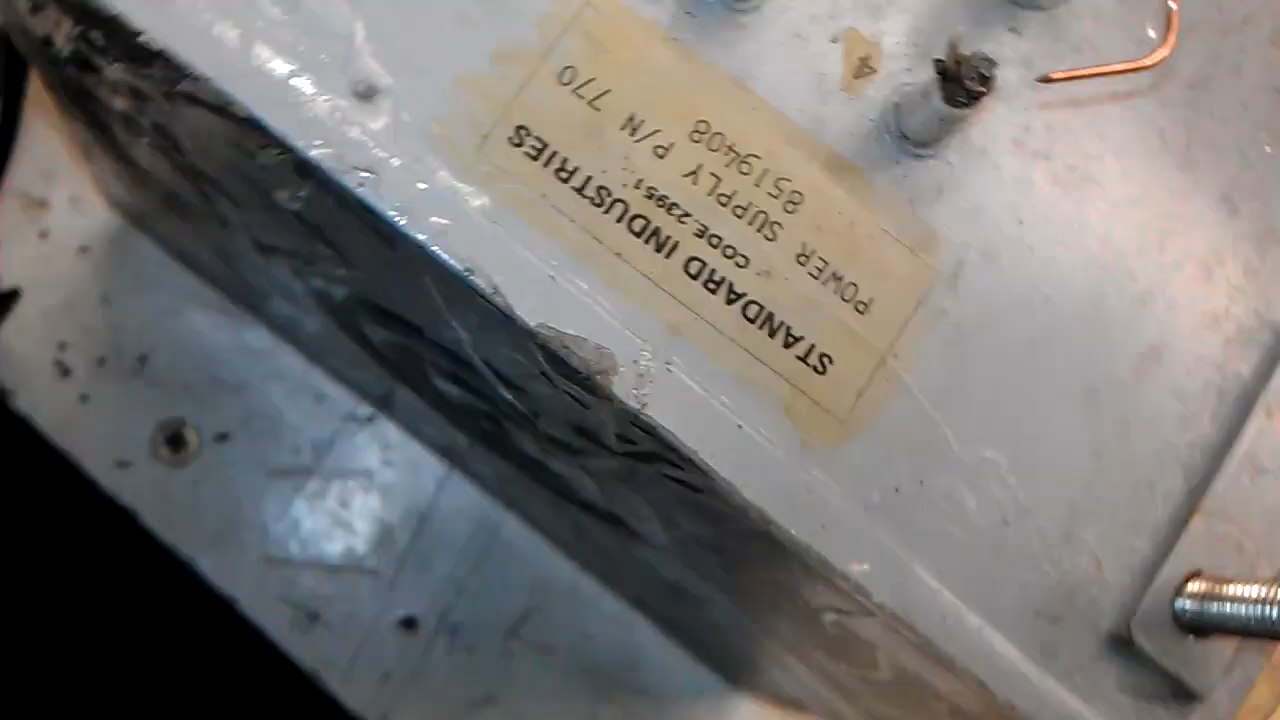 STANDARD INDUSTRIES
CODE: 23951
POWER SUPPLY P/N 770
8519408
4